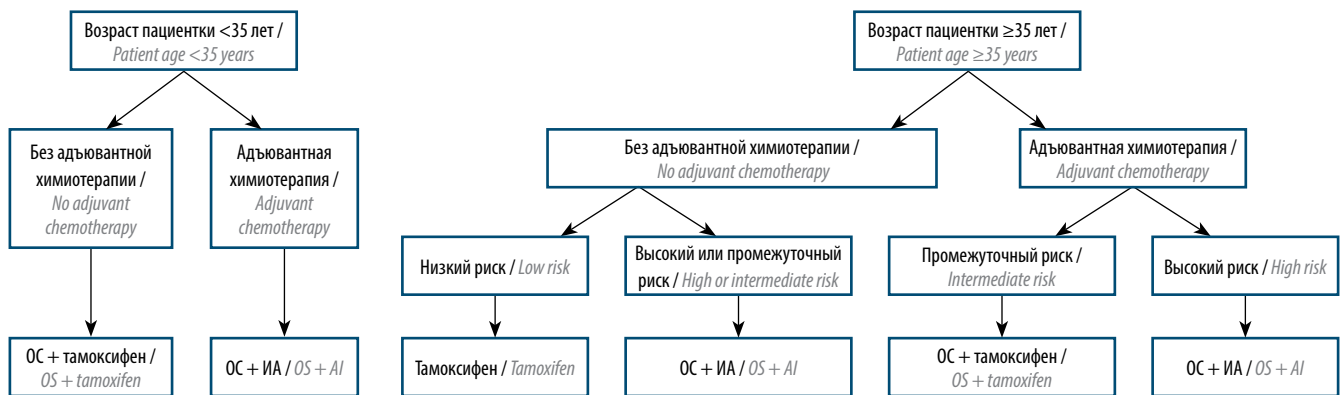 Возраст пациентки <35 лет /
Patient age <35 years
Возраст пациентки ≥35 лет /
Patient age ≥35 years
Без адъювантной
химиотерапии /
No adjuvant
chemotherapy
Адъювантная
химиотерапия /
Adjuvant
chemotherapy
Без адъювантной химиотерапии /
No adjuvant chemotherapy
Адъювантная химиотерапия /
Adjuvant chemotherapy
Низкий риск / Low risk
Высокий или промежуточный
риск / High or intermediate risk
Промежуточный риск /
Intermediate risk
Высокий риск / High risk
ОС + тамоксифен /
OS + tamoxifen
ОС + ИА / OS + AI
Тамоксифен / Tamoxifen
ОС + ИА / OS + AI
ОС + тамоксифен /
OS + tamoxifen
ОС + ИА / OS + AI